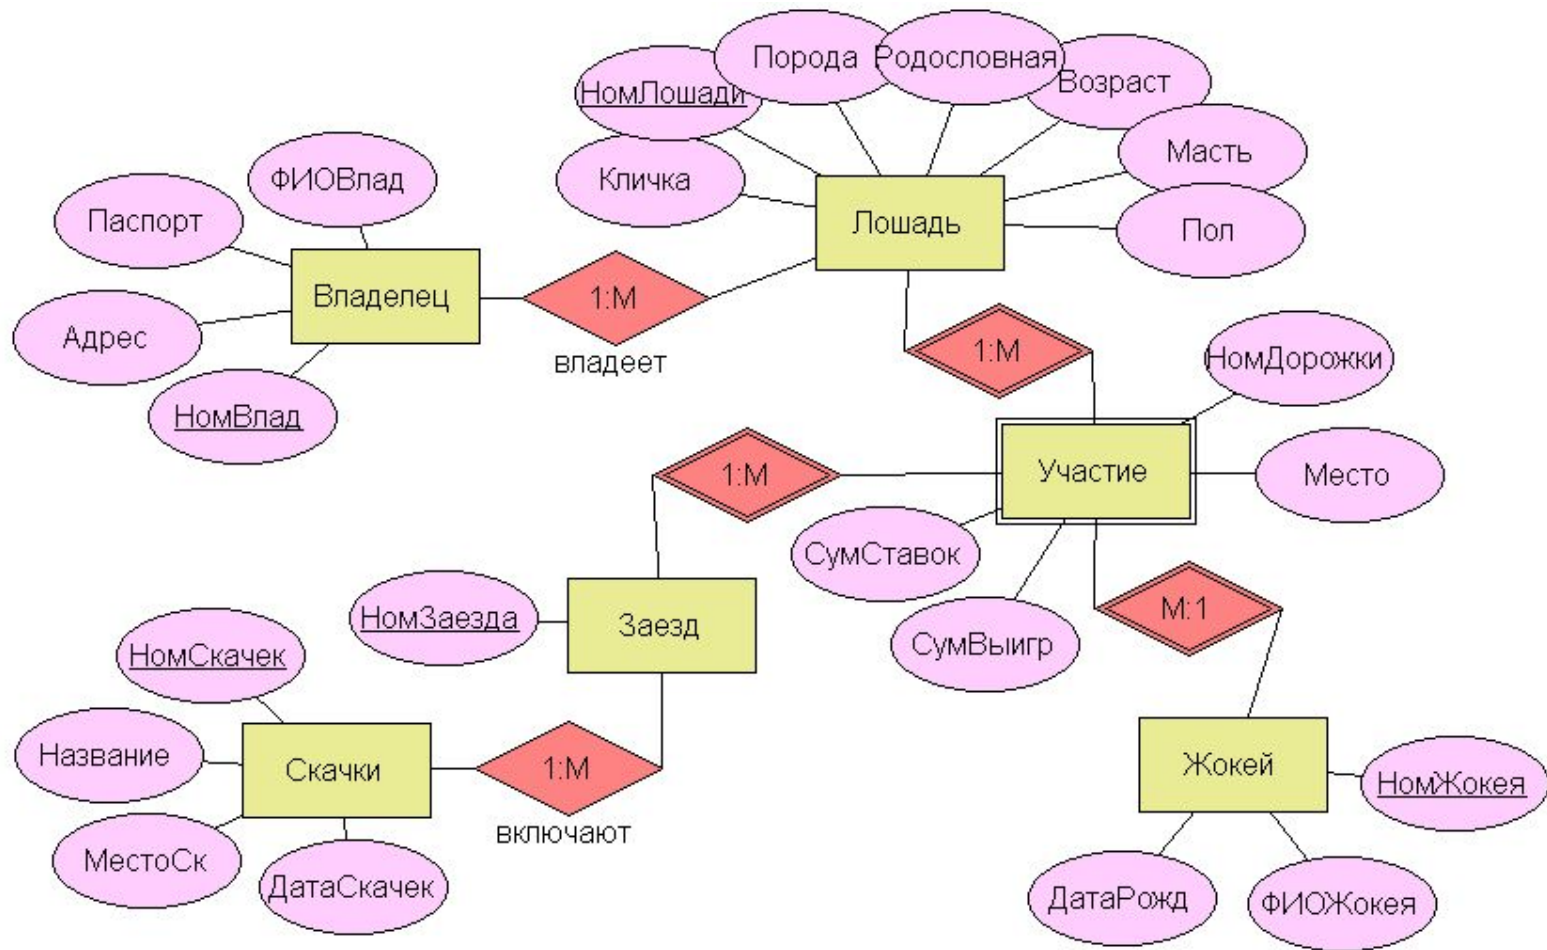 Порода
Родословная
Возраст
НомЛошади
Масть
Кличка
ФИОВлад
Паспорт
Лошадь
Пол
Владелец
1:М
Адрес
владеет
1:М
НомДорожки
НомВлад
1:М
Участие
Место
СумСтавок
НомЗаезда
Заезд
М:1
СумВыигр
НомСкачек
Название
Скачки
1:М
включают
Жокей
НомЖокея
МестоСк
ДатаСкачек
ДатаРожд
ФИОЖокея